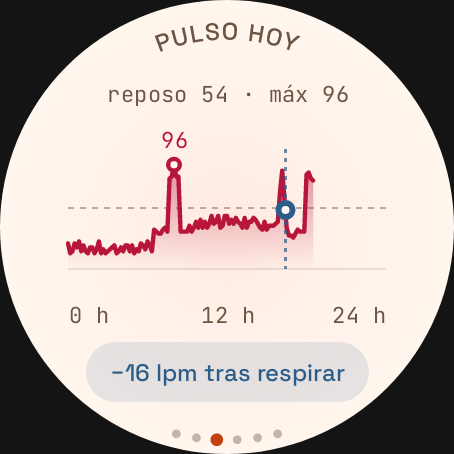 PULSO HOY
reposo 54 · máx 96
96
0 h 12 h 24 h
−16 lpm tras respirar